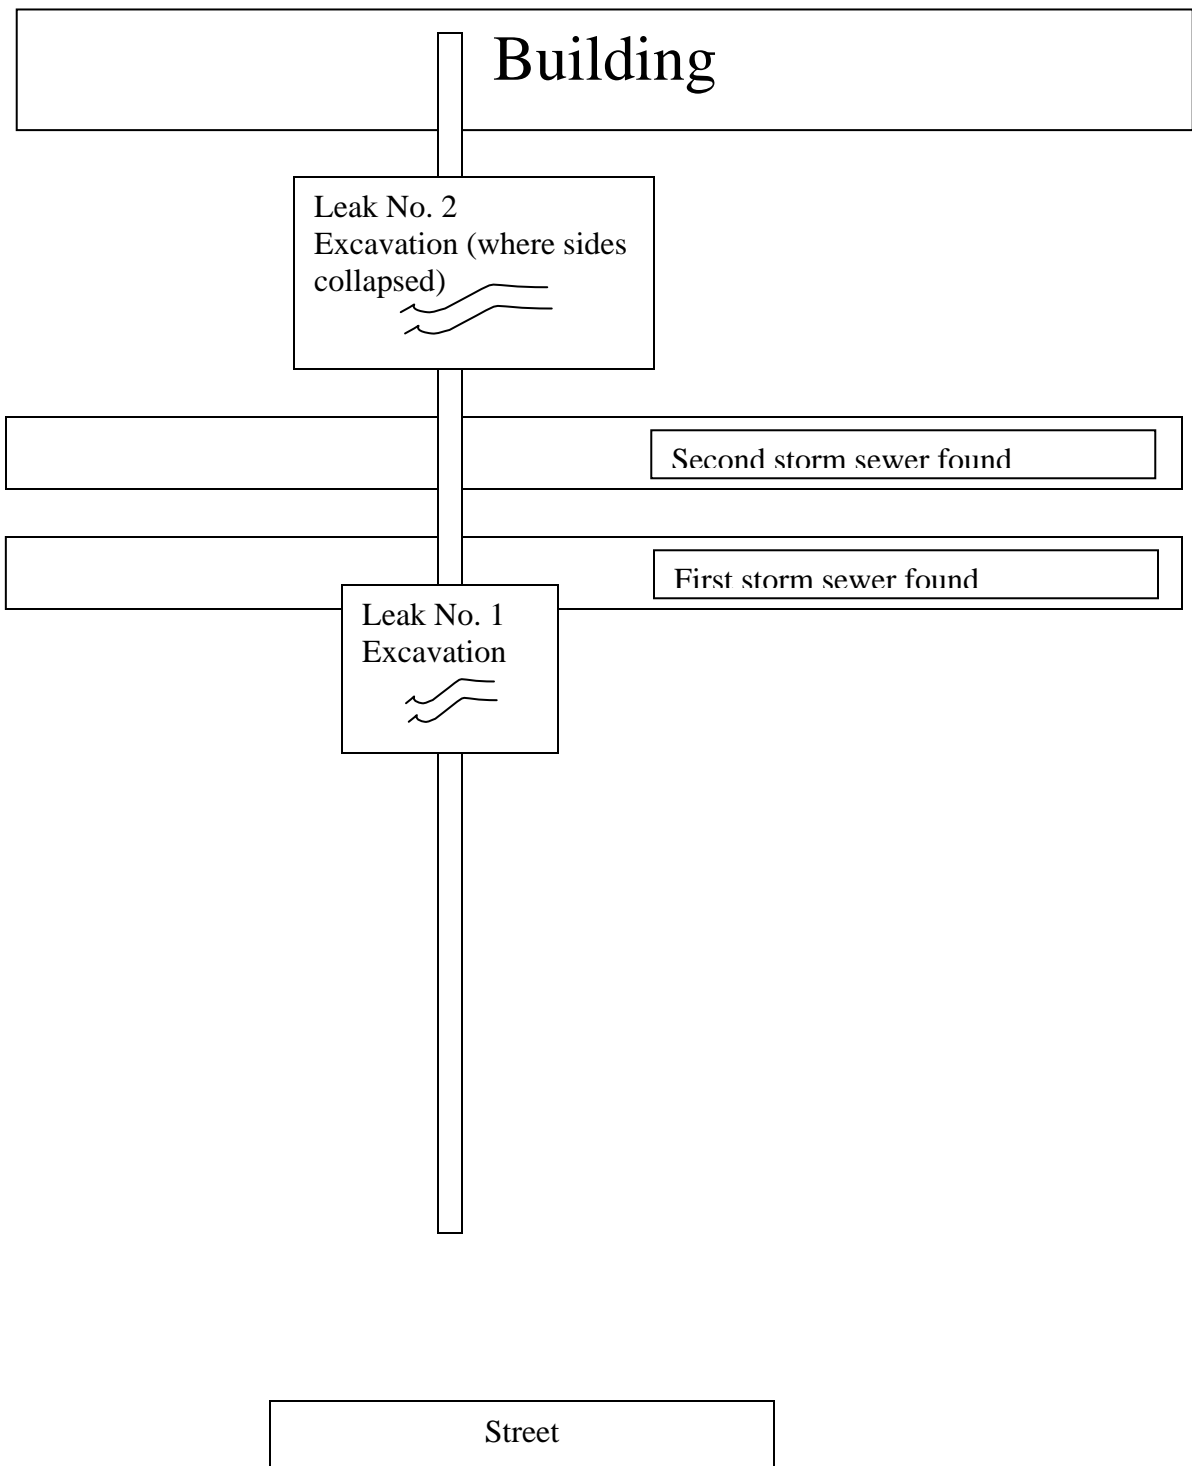 Building
Leak No. 2
Excavation (where sides
collapsed)
Second storm sewer found
First storm sewer found
Leak No. 1
Excavation
Street